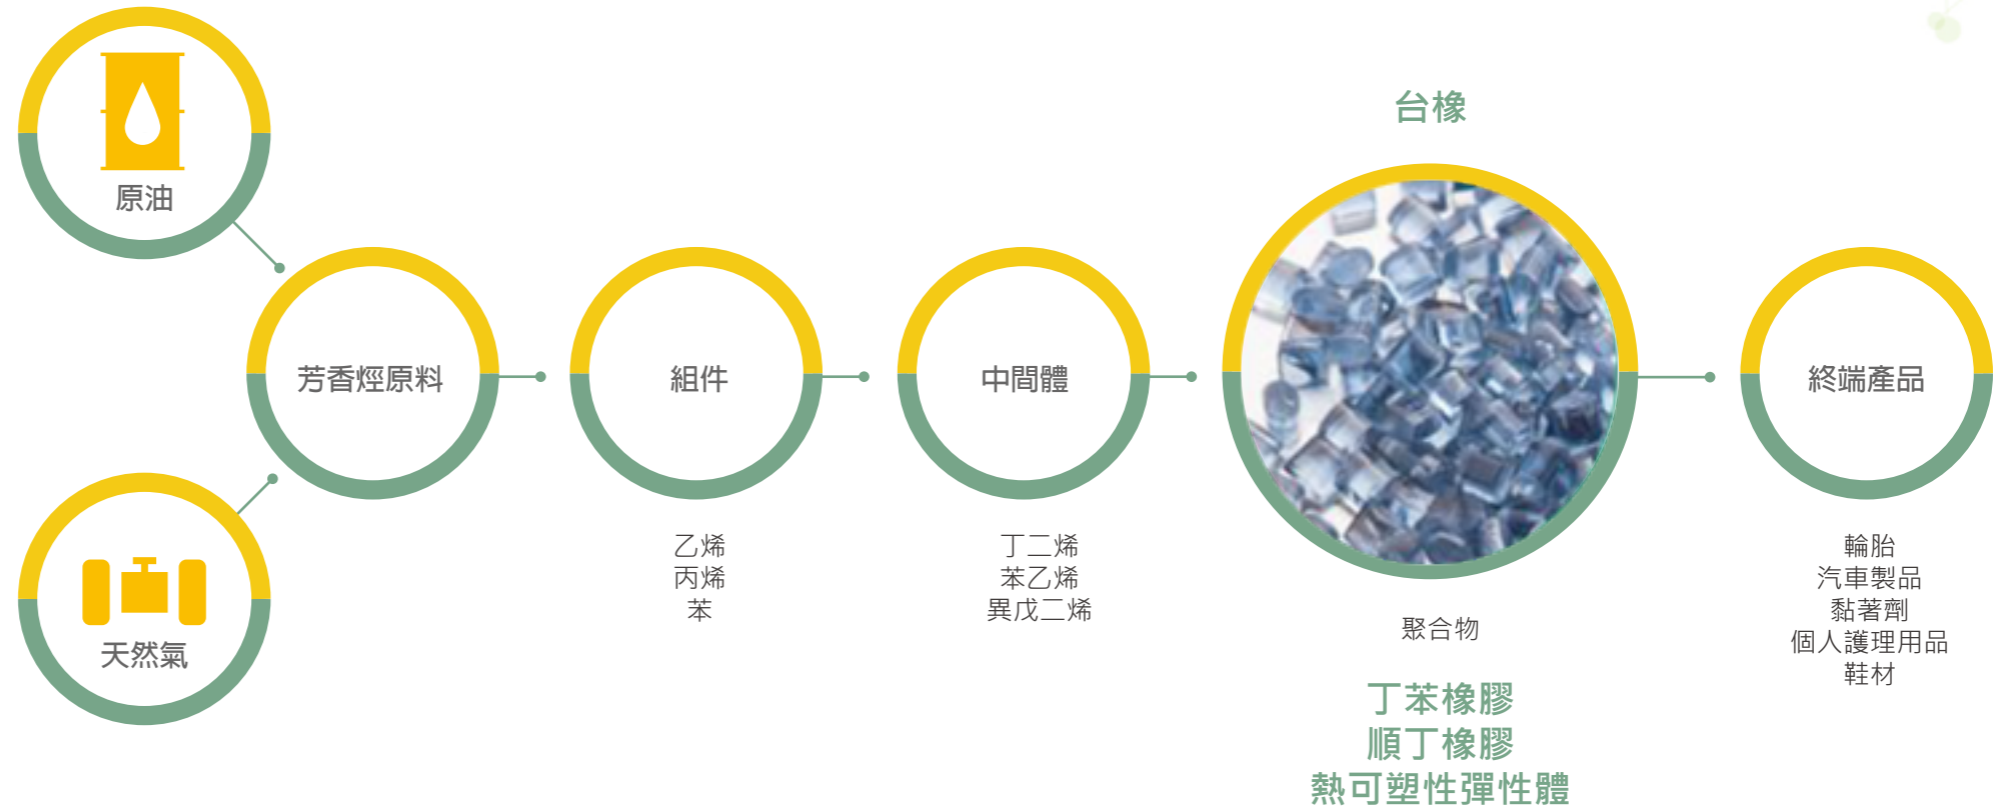 原油
天然氣
芳香烴原料
組件
乙烯
丙烯
苯
中間體
丁二烯
苯乙烯
異戊二烯
台橡
聚合物
丁苯橡膠
順丁橡膠
熱可塑性彈性體
終端產品
輪胎
汽車製品
黏著劑
個人護理用品
鞋材